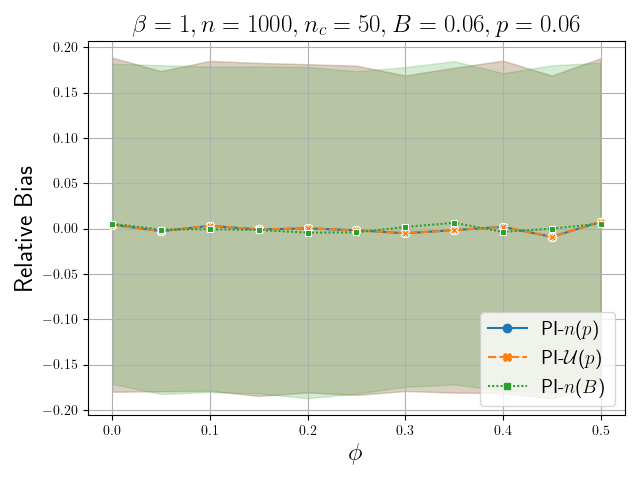 β = 1, n = 1000, n_c = 50, B = 0.06, p = 0.06
Relative Bias
0.20
0.15
0.10
0.05
0.00
−0.05
−0.10
−0.15
−0.20
PI-n(p)
PI-𝒰(p)
PI-n(B)
0.0 0.1 0.2 0.3 0.4 0.5
ϕ